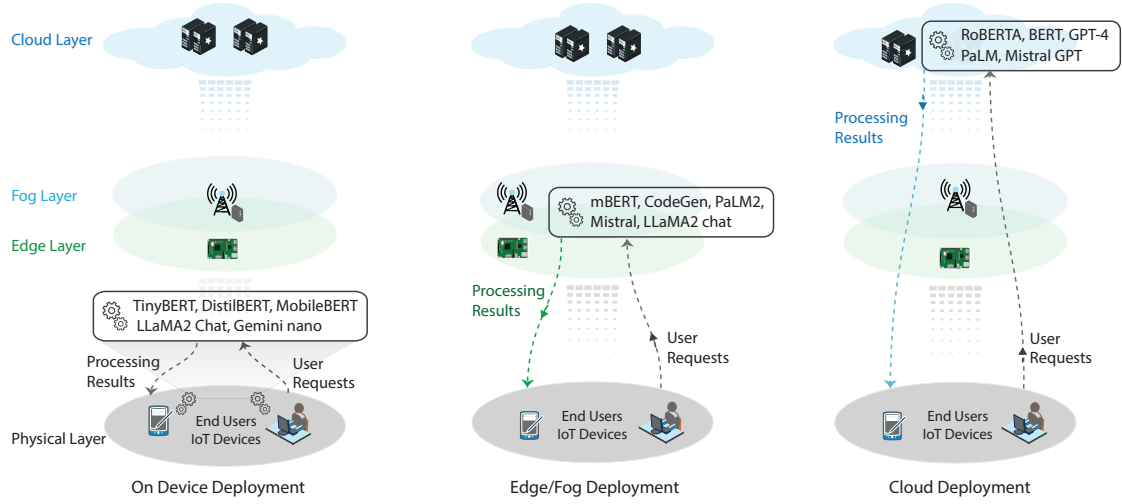 Cloud Layer
Fog Layer
Edge Layer
Physical Layer
TinyBERT, DistilBERT, MobileBERT
LLaMA2 Chat, Gemini nano
Processing
Results
User
Requests
End Users
IoT Devices
On Device Deployment
mBERT, CodeGen, PaLM2,
Mistral, LLaMA2 chat
Processing
Results
User
Requests
End Users
IoT Devices
Edge/Fog Deployment
RoBERTA, BERT, GPT-4
PaLM, Mistral GPT
Processing
Results
User
Requests
End Users
IoT Devices
Cloud Deployment